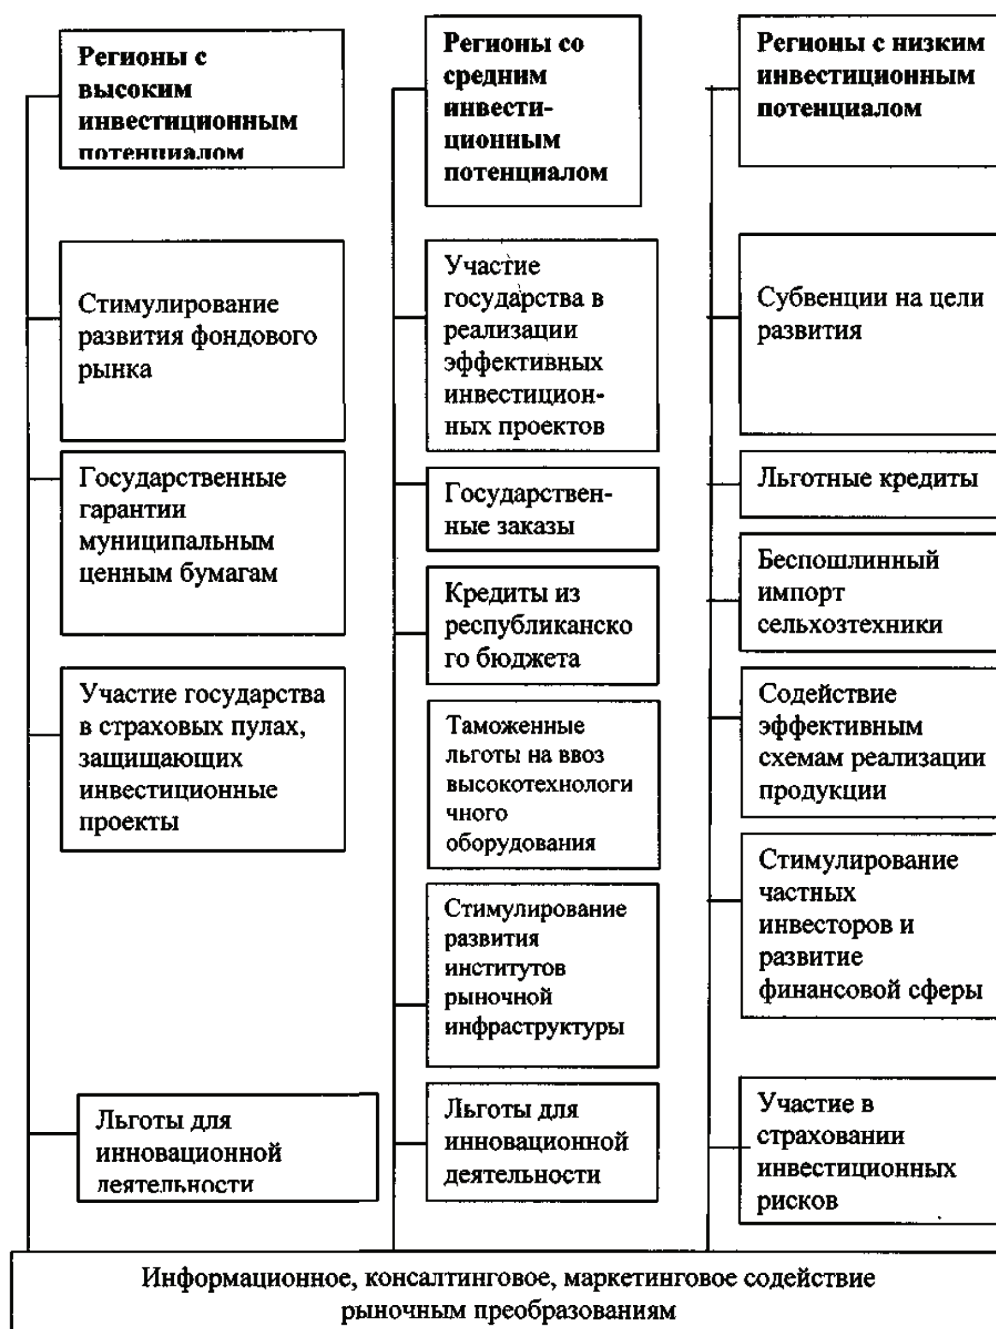 Регионы с
высоким
инвестиционным
потенциалом
Стимулирование
развития фондового
рынка
Государственные
гарантии
муниципальным
ценным бумагам
Участие государства
в страховых пулах,
защищающих
инвестиционные
проекты
Льготы для
инновационной
деятельности
Регионы со
средним
инвести-
ционным
потенциалом
Участие
государства в
реализации
эффективных
инвестицион-
ных проектов
Государствен-
ные заказы
Кредиты из
республиканско
го бюджета
Таможенные
льготы на ввоз
высокотехнологи
чного
оборудования
Стимулирование
развития
институтов
рыночной
инфраструктуры
Льготы для
инновационной
деятельности
Регионы с низким
инвестиционным
потенциалом
Субвенции на цели
развития
Льготные кредиты
Беспошлинный
импорт
сельхозтехники
Содействие
эффективным
схемам реализации
продукции
Стимулирование
частных
инвесторов и
развитие
финансовой сферы
Участие в
страховании
инвестиционных
рисков
Информационное, консалтинговое, маркетинговое содействие
рыночным преобразованиям